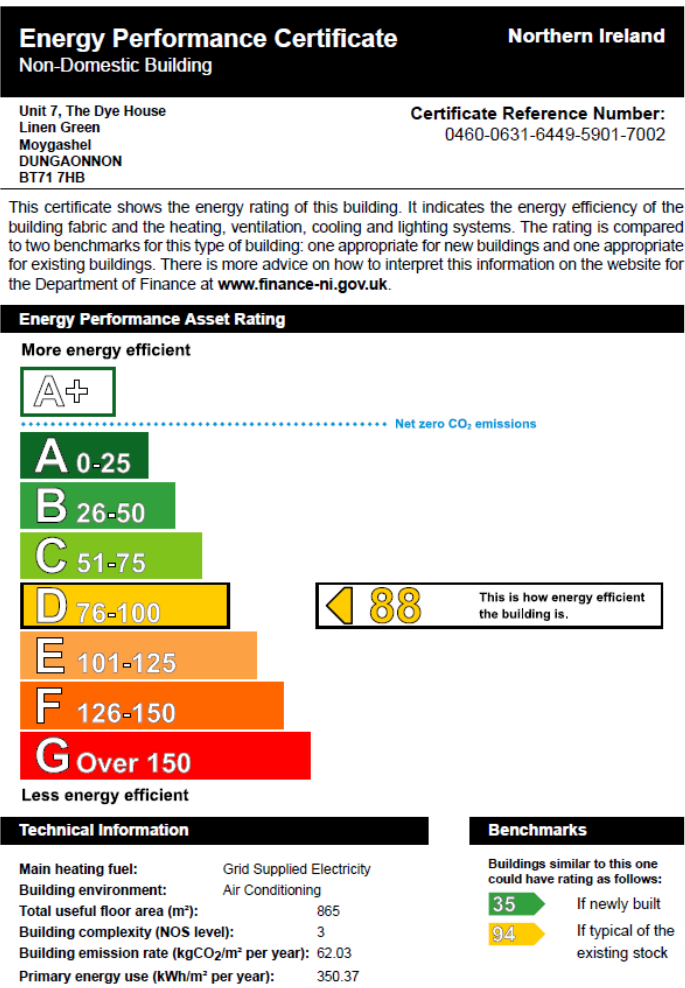 Energy Performance Certificate
Northern Ireland
Non-Domestic Building
Unit 7, The Dye House
Linen Green
Moygashel
DUNGAONNON
BT71 7HB
Certificate Reference Number:
0460-0631-6449-5901-7002
This certificate shows the energy rating of this building. It indicates the energy efficiency of the
building fabric and the heating, ventilation, cooling and lighting systems. The rating is compared
to two benchmarks for this type of building: one appropriate for new buildings and one appropriate
for existing buildings. There is more advice on how to interpret this information on the website for
the Department of Finance at www.finance-ni.gov.uk.
Energy Performance Asset Rating
More energy efficient
A+
Net zero CO₂ emissions
A 0-25
B 26-50
C 51-75
D 76-100
88
This is how energy efficient
the building is.
E 101-125
F 126-150
G Over 150
Less energy efficient
Technical Information
Main heating fuel: Grid Supplied Electricity
Building environment: Air Conditioning
Total useful floor area (m²): 865
Building complexity (NOS level): 3
Building emission rate (kgCO₂/m² per year): 62.03
Primary energy use (kWh/m² per year): 350.37
Benchmarks
Buildings similar to this one
could have rating as follows:
35 If newly built
94 If typical of the
existing stock